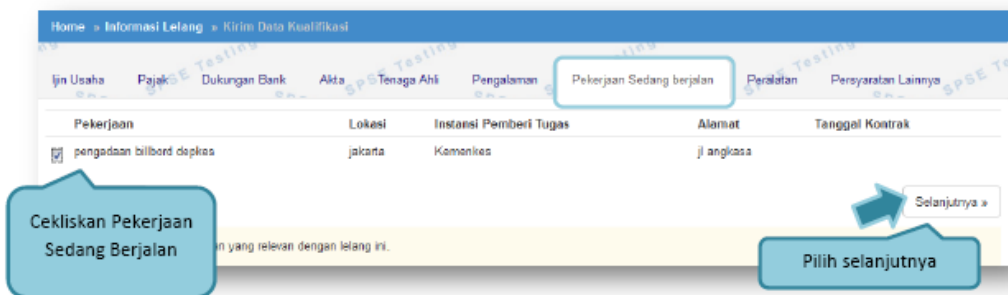 Home » Informasi Lelang » Kirim Data Kualifikasi
Ijin Usaha Pajak Dukungan Bank Akta Tenaga Ahli Pengalaman Pekerjaan Sedang berjalan Peralatan Persyaratan Lainnya
Pekerjaan Lokasi Instansi Pemberi Tugas Alamat Tanggal Kontrak
pengadaan billbord depkes jakarta Kemenkes jl angkasa
Selanjutnya »
Cekliskan Pekerjaan
Sedang Berjalan
yang relevan dengan lelang ini.
Pilih selanjutnya